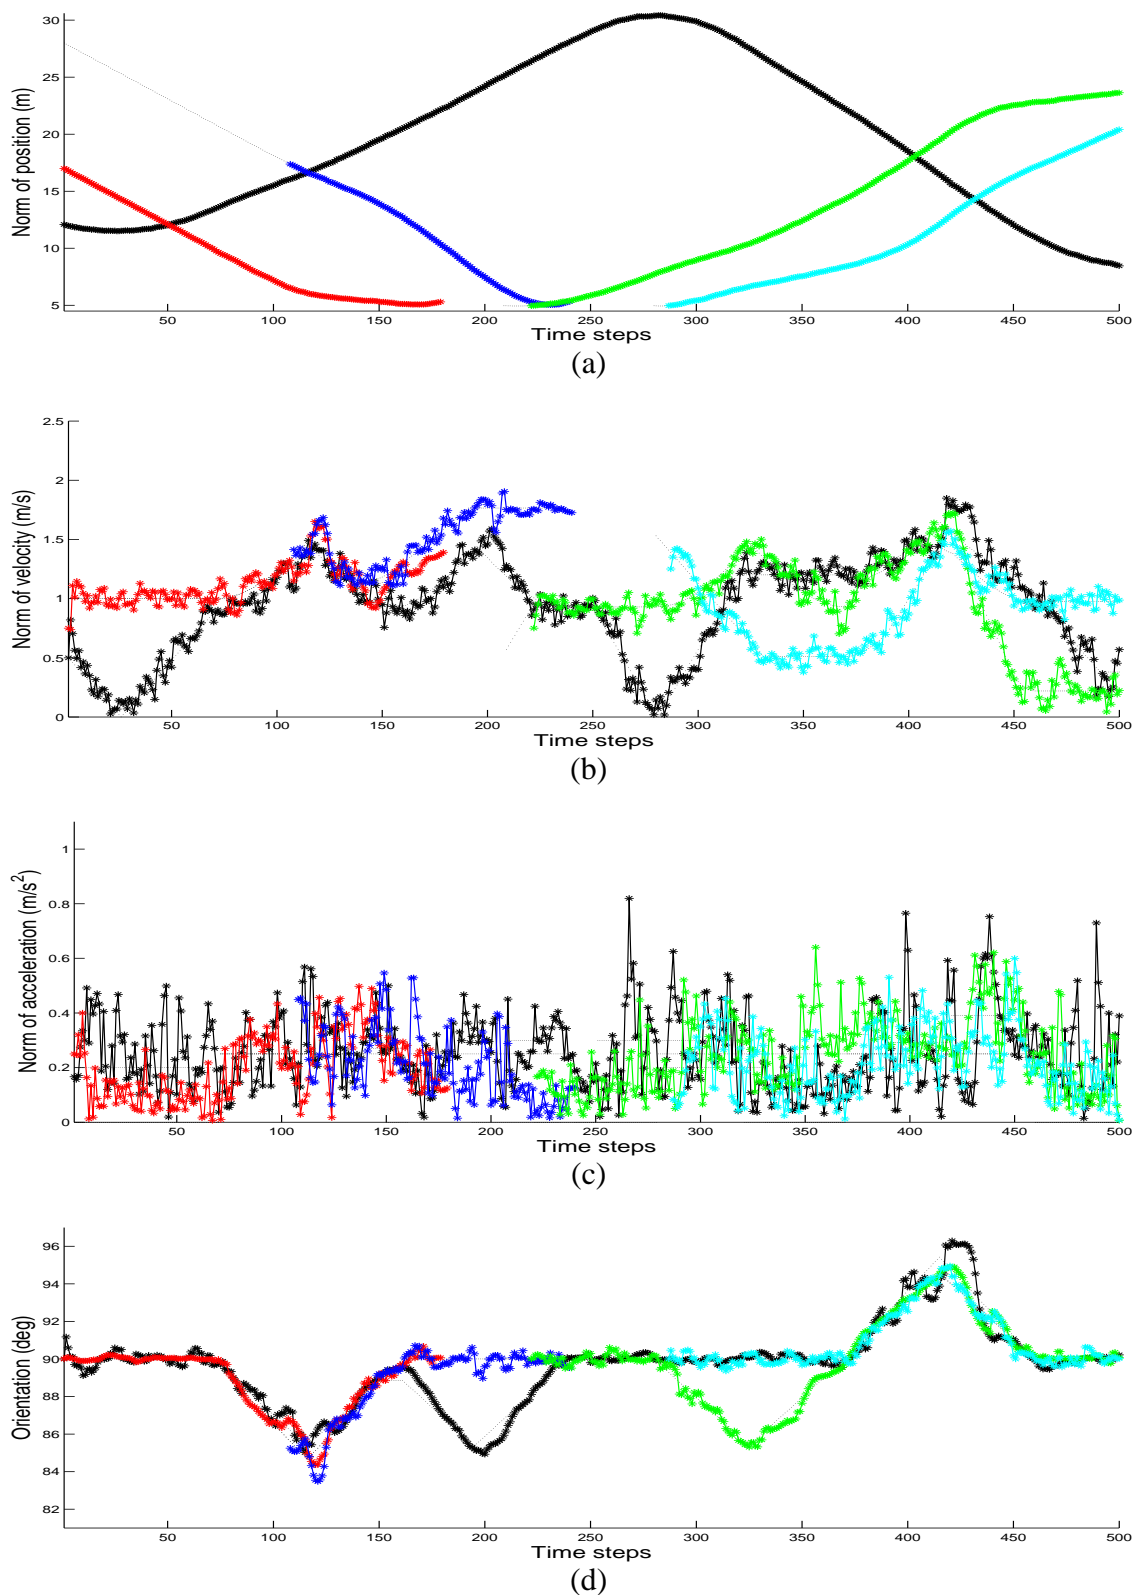 30
25
20
15
10
5
Norm of position (m)
50 100 150 200 250 300 350 400 450 500
Time steps
(a)
2.5
2
1.5
1
0.5
0
Norm of velocity (m/s)
50 100 150 200 250 300 350 400 450 500
Time steps
(b)
1
0.8
0.6
0.4
0.2
0
Norm of acceleration (m/s²)
50 100 150 200 250 300 350 400 450 500
Time steps
(c)
96
94
92
90
88
86
84
82
Orientation (deg)
50 100 150 200 250 300 350 400 450 500
Time steps
(d)